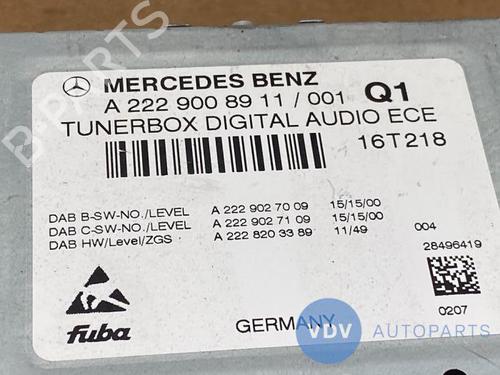 MERCEDES BENZ
A 222 900 89 11 / 001 Q1
TUNERBOX DIGITAL AUDIO ECE
16T218
DAB B-SW-NO./LEVEL A 222 902 70 09 15/15/00
DAB C-SW-NO./LEVEL A 222 902 71 09 15/15/00 004
DAB HW/Level/ZGS A 222 820 33 89 11/49
28496419
fuba
GERMANY
0207
VDV AUTOPARTS
B-PARTS